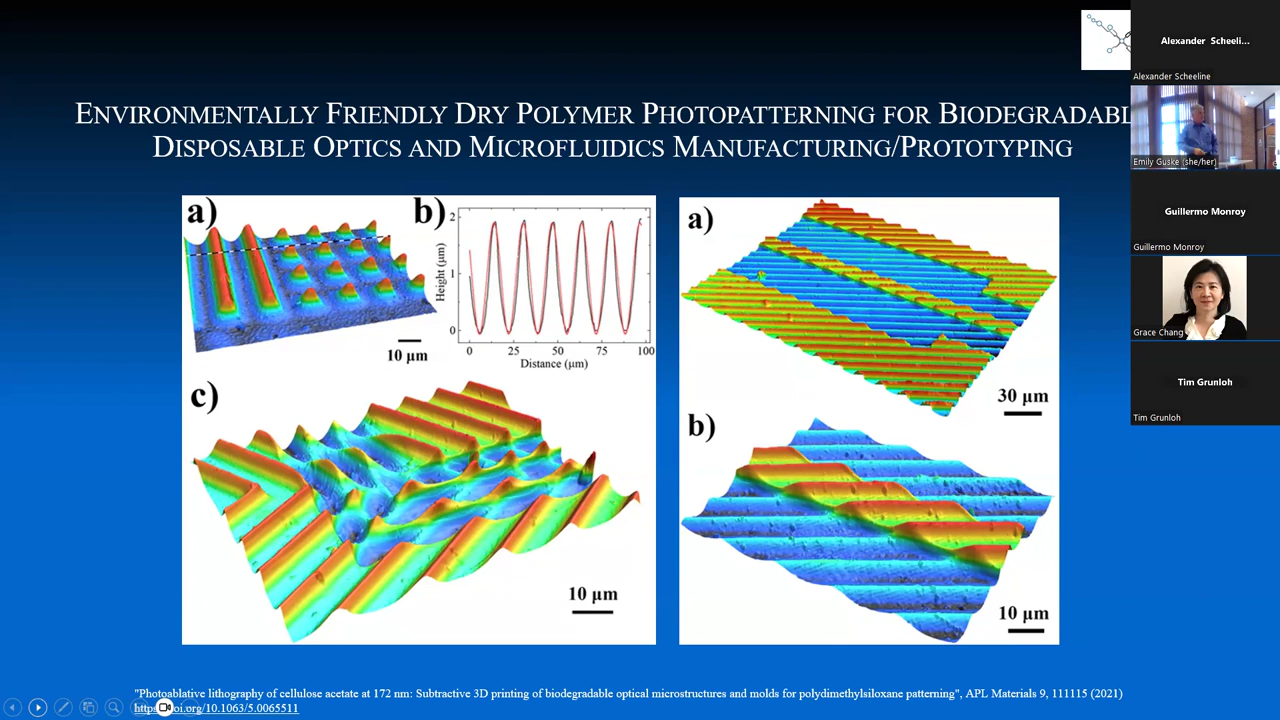 ENVIRONMENTALLY FRIENDLY DRY POLYMER PHOTOPATTERNING FOR BIODEGRADABL
DISPOSABLE OPTICS AND MICROFLUIDICS MANUFACTURING/PROTOTYPING
a)
10 μm
b)
Height (μm)
2
1
0
0 25 50 75 100
Distance (μm)
c)
10 μm
a)
30 μm
b)
10 μm
"Photoablative lithography of cellulose acetate at 172 nm: Subtractive 3D printing of biodegradable optical microstructures and molds for polydimethylsiloxane patterning", APL Materials 9, 111115 (2021)
doi.org/10.1063/5.0065511
Alexander Scheeli...
Alexander Scheeline
Emily Guske (she/her)
Guillermo Monroy
Guillermo Monroy
Grace Chang
Tim Grunloh
Tim Grunloh